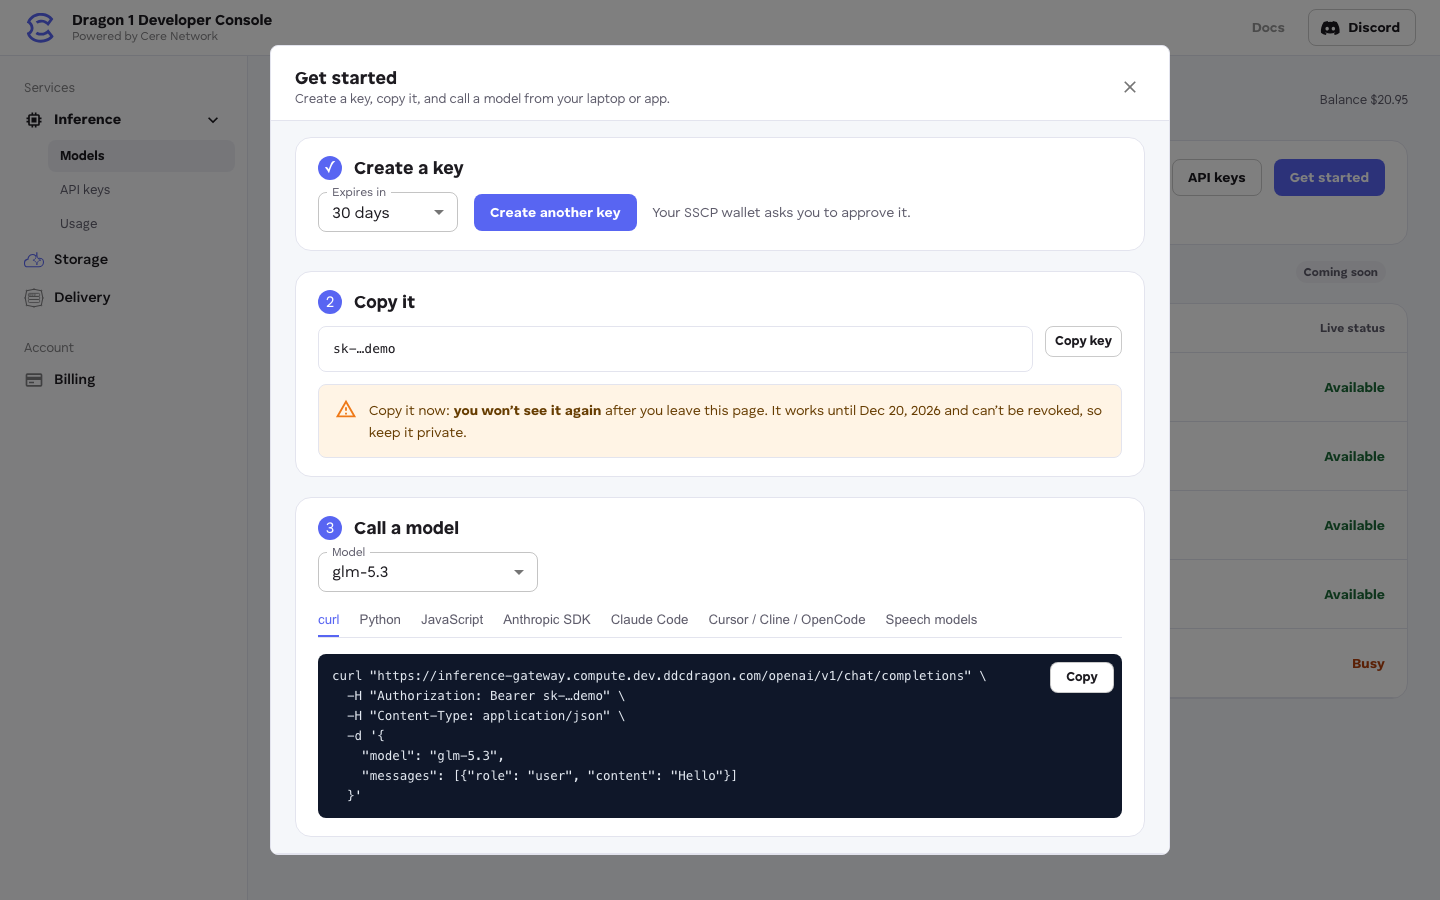 Dragon 1 Developer Console
Powered by Cere Network
Docs
Discord
Services
Inference
Models
API keys
Usage
Storage
Delivery
Account
Billing
Balance $20.95
API keys
Get started
Coming soon
Live status
Available
Available
Available
Available
Busy
Get started
Create a key, copy it, and call a model from your laptop or app.
Create a key
Expires in
30 days
Create another key
Your SSCP wallet asks you to approve it.
2
Copy it
sk-…demo
Copy key
Copy it now: you won’t see it again after you leave this page. It works until Dec 20, 2026 and can’t be revoked, so
keep it private.
3
Call a model
Model
glm-5.3
curl Python JavaScript Anthropic SDK Claude Code Cursor / Cline / OpenCode Speech models
curl "https://inference-gateway.compute.dev.ddcdragon.com/openai/v1/chat/completions" \
-H "Authorization: Bearer sk-…demo" \
-H "Content-Type: application/json" \
-d '{
"model": "glm-5.3",
"messages": [{"role": "user", "content": "Hello"}]
}'
Copy